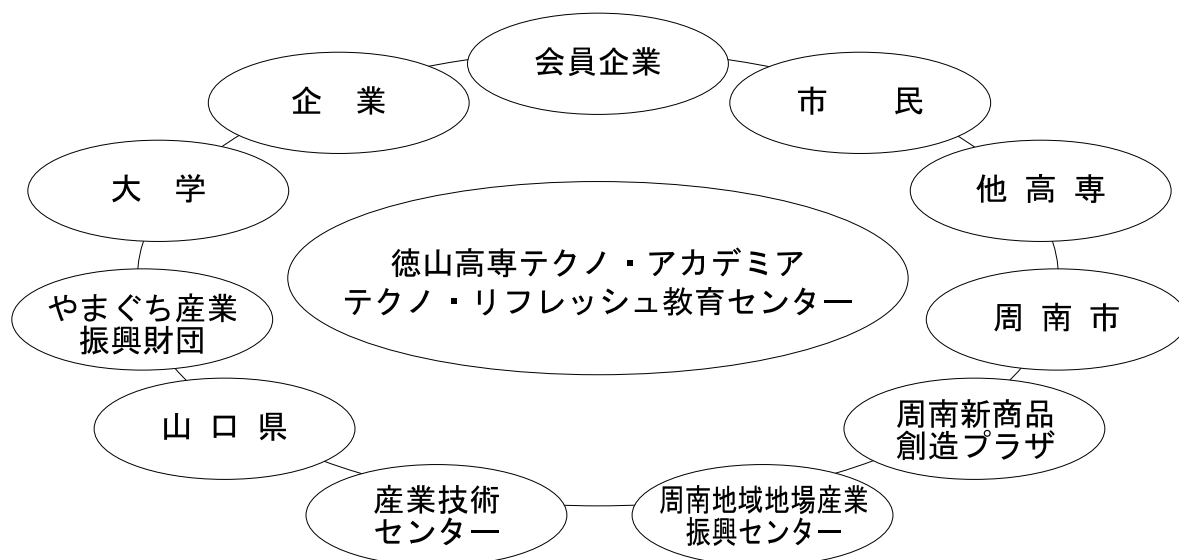 会員企業
企　業
市　　民
大　学
他 高 専
徳山高専テクノ・アカデミア
テクノ・リフレッシュ教育センター
やまぐち産業
振興財団
周 南 市
山 口 県
周南新商品
創造プラザ
産業技術
センター
周南地域地場産業
振興センター